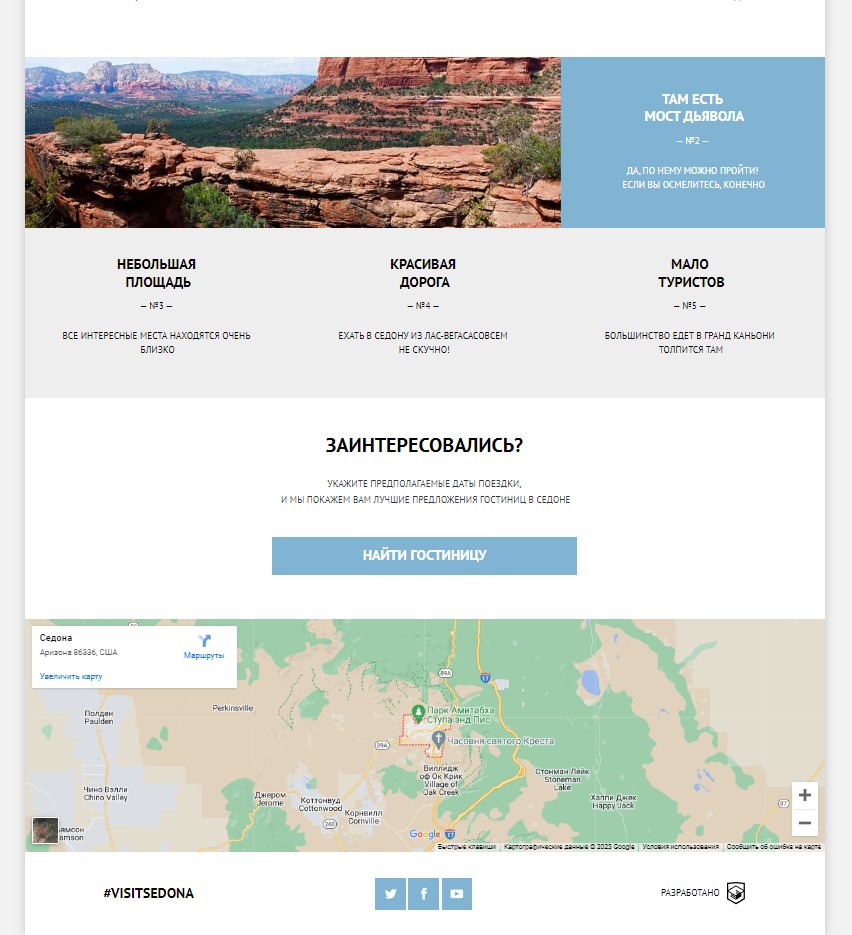 ТАМ ЕСТЬ
МОСТ ДЬЯВОЛА
— №2 —
ДА, ПО НЕМУ МОЖНО ПРОЙТИ!
ЕСЛИ ВЫ ОСМЕЛИТЕСЬ, КОНЕЧНО
НЕБОЛЬШАЯ
ПЛОЩАДЬ
— №3 —
ВСЕ ИНТЕРЕСНЫЕ МЕСТА НАХОДЯТСЯ ОЧЕНЬ
БЛИЗКО
КРАСИВАЯ
ДОРОГА
— №4 —
ЕХАТЬ В СЕДОНУ ИЗ ЛАС-ВЕГАСАСОВСЕМ
НЕ СКУЧНО!
МАЛО
ТУРИСТОВ
— №5 —
БОЛЬШИНСТВО ЕДЕТ В ГРАНД КАНЬОНИ
ТОЛПИТСЯ ТАМ
ЗАИНТЕРЕСОВАЛИСЬ?
УКАЖИТЕ ПРЕДПОЛАГАЕМЫЕ ДАТЫ ПОЕЗДКИ,
И МЫ ПОКАЖЕМ ВАМ ЛУЧШИЕ ПРЕДЛОЖЕНИЯ ГОСТИНИЦ В СЕДОНЕ
НАЙТИ ГОСТИНИЦУ
Седона
Аризона 86336, США
Маршруты
Увеличить карту
89A
17
Полден
Paulden
Perkinsville
Парк Амитабха
Ступа энд Пис
89A
Часовня святого Креста
Виллидж
оф Ок Крик
Village of
Oak Creek
Стонман Лейк
Stoneman
Lake
Чино Вэлли
Chino Valley
Джером
Jerome
Коттонвуд
Cottonwood
Хаппи Джек
Happy Jack
87
Корнвилл
Cornville
260
ьямсон
amson
Google
17
Быстрые клавиши
Картографические данные © 2023 Google
Условия использования
Сообщить об ошибке на карте
#VISITSEDONA
РАЗРАБОТАНО